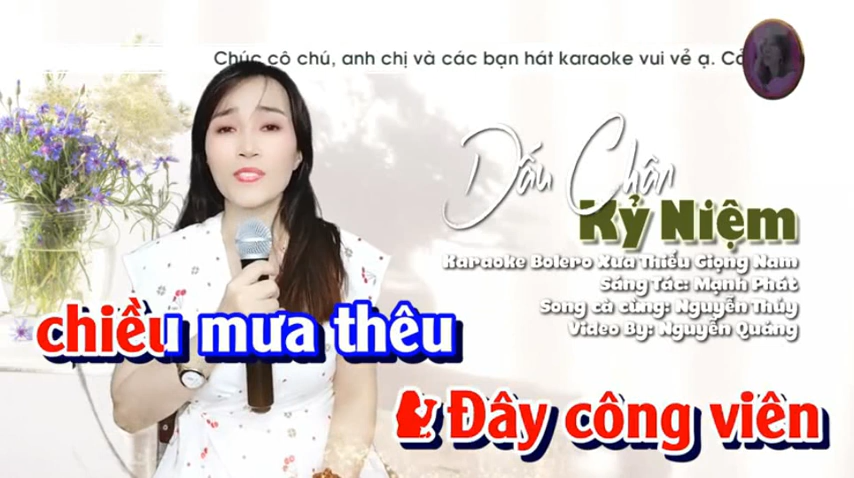 Chúc cô chú, anh chị và các bạn hát karaoke vui vẻ ạ.
Dấu Chân
Kỷ Niệm
Karaoke Bolero Xưa Thiếu Giọng Nam
Sáng Tác: Mạnh Phát
Song ca cùng: Nguyễn Thúy
Video By: Nguyễn Quảng
chiều mưa thêu
Đây công viên